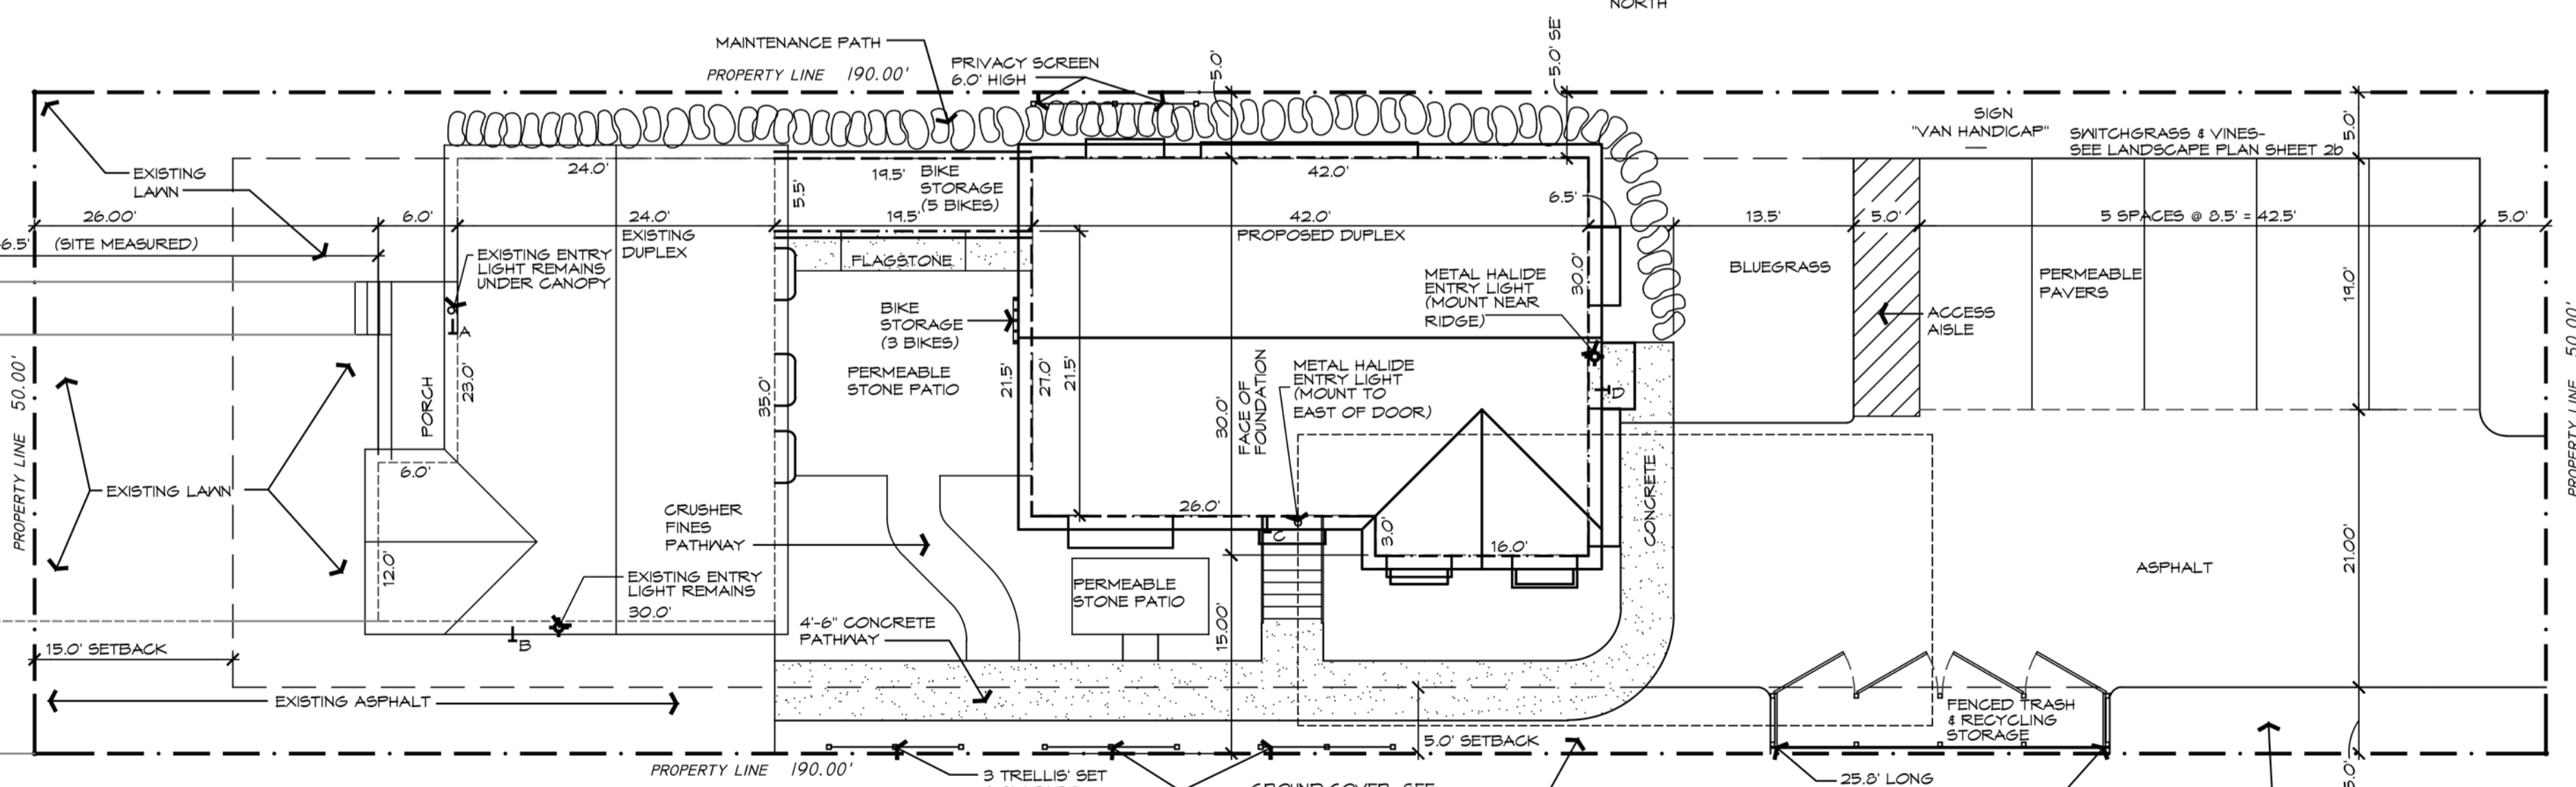 NORTH
MAINTENANCE PATH
PROPERTY LINE 190.00'
PRIVACY SCREEN
6.0' HIGH
5.0'
5.0' SE
SIGN
"VAN HANDICAP"
SWITCHGRASS & VINES-
SEE LANDSCAPE PLAN SHEET 2b
5.0'
EXISTING
LAWN
24.0'
5.5'
19.5'
BIKE
STORAGE
(5 BIKES)
42.0'
6.5'
26.00'
6.0'
24.0'
19.5'
42.0'
13.5'
5.0'
5 SPACES @ 8.5' = 42.5'
5.0'
6.5'
(SITE MEASURED)
EXISTING
DUPLEX
PROPOSED DUPLEX
EXISTING ENTRY
LIGHT REMAINS
UNDER CANOPY
FLAGSTONE
METAL HALIDE
ENTRY LIGHT
(MOUNT NEAR
RIDGE)
30.0'
BLUEGRASS
PERMEABLE
PAVERS
19.0'
ACCESS
AISLE
BIKE
STORAGE
(3 BIKES)
A
PORCH
23.0'
35.0'
PERMEABLE
STONE PATIO
21.5'
27.0'
21.5'
30.0'
FACE OF
FOUNDATION
METAL HALIDE
ENTRY LIGHT
(MOUNT TO
EAST OF DOOR)
D
PROPERTY LINE 50.00'
PROPERTY LINE 50.00'
6.0'
EXISTING LAWN
CRUSHER
FINES
PATHWAY
26.0'
C
3.0'
16.0'
CONCRETE
ASPHALT
21.00'
12.0'
EXISTING ENTRY
LIGHT REMAINS
30.0'
B
PERMEABLE
STONE PATIO
4'-6" CONCRETE
PATHWAY
15.00'
15.0' SETBACK
EXISTING ASPHALT
5.0' SETBACK
FENCED TRASH
& RECYCLING
STORAGE
PROPERTY LINE 190.00'
3 TRELLIS' SET
GROUND COVER, SEE
25.8' LONG
5.0'